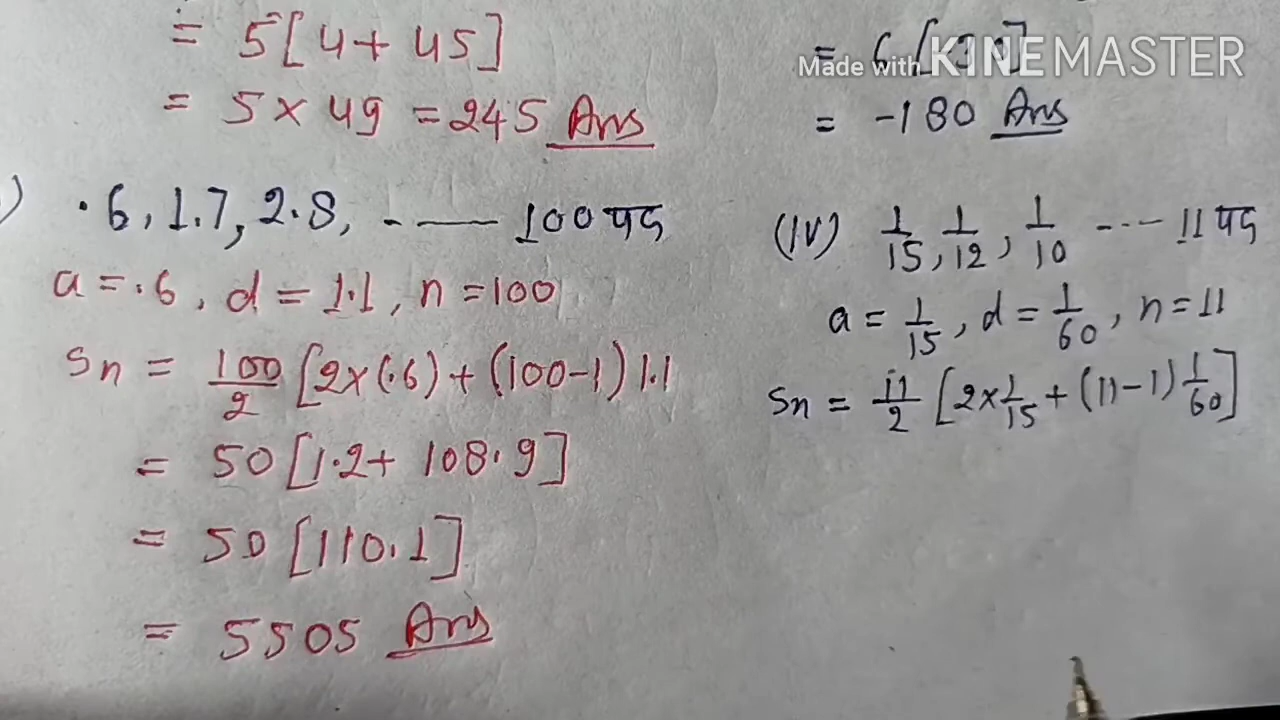 = 5[4+45]
= 5×49 = 245 Ans
) .6, 1.7, 2.8, ---- 100 पद
a = .6, d = 1.1, n = 100
Sn = 100/2 [2×(.6)+(100-1)1.1
= 50[1.2+ 108.9]
= 50[110.1]
= 5505 Ans
= 6[
Made with KINEMASTER
= -180 Ans
(IV) 1/15, 1/12, 1/10 ---- 11 पद
a = 1/15, d = 1/60, n = 11
Sn = 11/2 [2×1/15+(11-1)1/60]